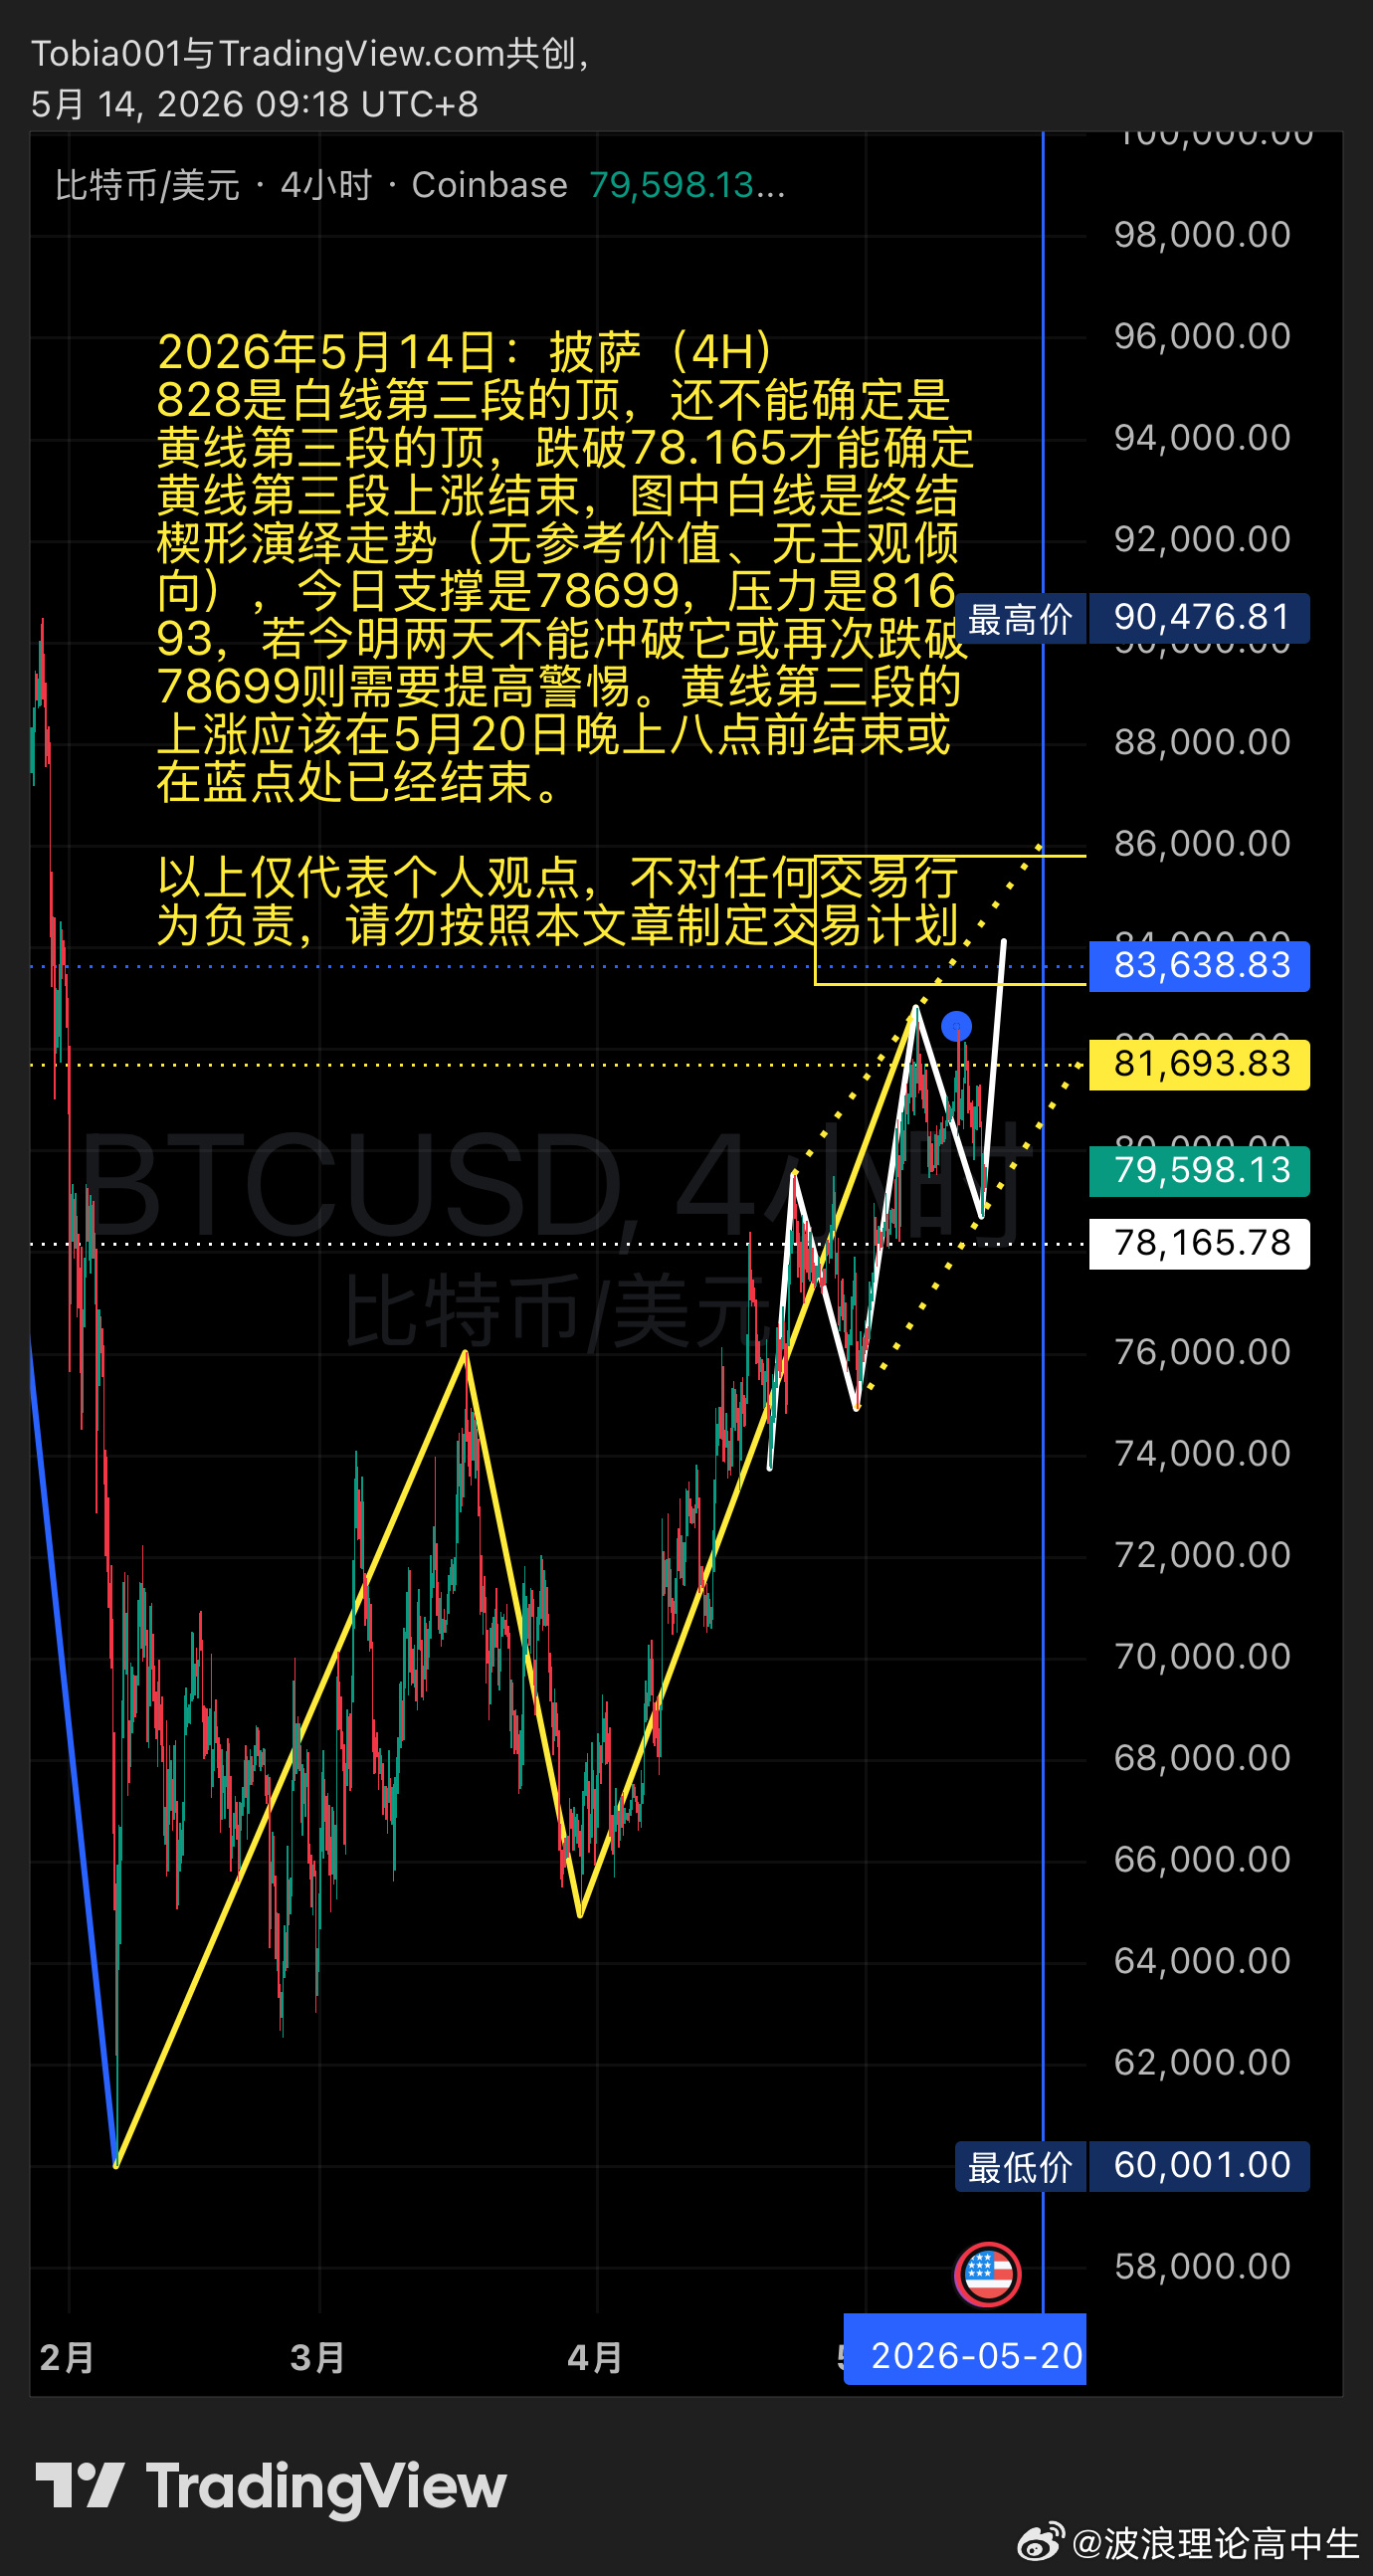 Tobia001与TradingView.com共创，
5月 14, 2026 09:18 UTC+8
100,000.00
比特币/美元 · 4小时 · Coinbase 79,598.13...
98,000.00
96,000.00
2026年5月14日：披萨（4H）
828是白线第三段的顶，还不能确定是
黄线第三段的顶，跌破78.165才能确定
黄线第三段上涨结束，图中白线是终结
楔形演绎走势（无参考价值、无主观倾
向），今日支撑是78699，压力是816
93，若今明两天不能冲破它或再次跌破
78699则需要提高警惕。黄线第三段的
上涨应该在5月20日晚上八点前结束或
在蓝点处已经结束。
以上仅代表个人观点，不对任何交易行
为负责，请勿按照本文章制定交易计划
94,000.00
92,000.00
最高价 90,476.81
90,000.00
88,000.00
86,000.00
84,000.00
83,638.83
82,000.00
81,693.83
80,000.00
79,598.13
78,165.78
BTCUSD, 4小时
比特币/美元
76,000.00
74,000.00
72,000.00
70,000.00
68,000.00
66,000.00
64,000.00
62,000.00
最低价 60,001.00
58,000.00
2月 3月 4月 5 2026-05-20
TradingView
@波浪理论高中生